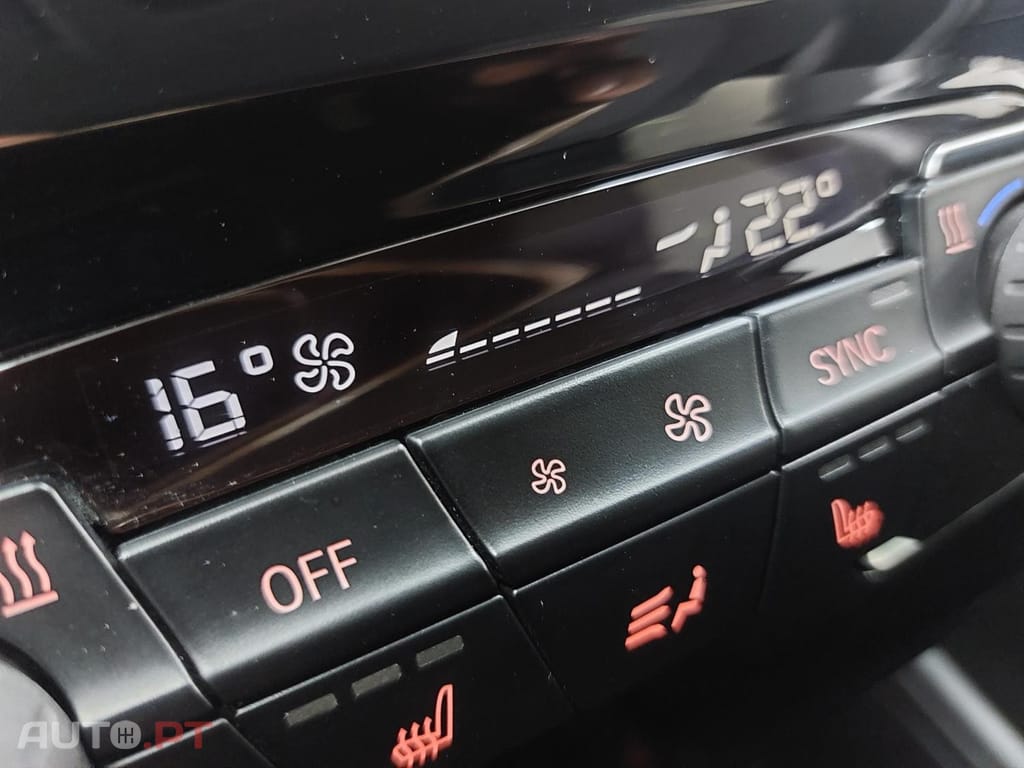 16°
22°
OFF
SYNC
AUTO.PT